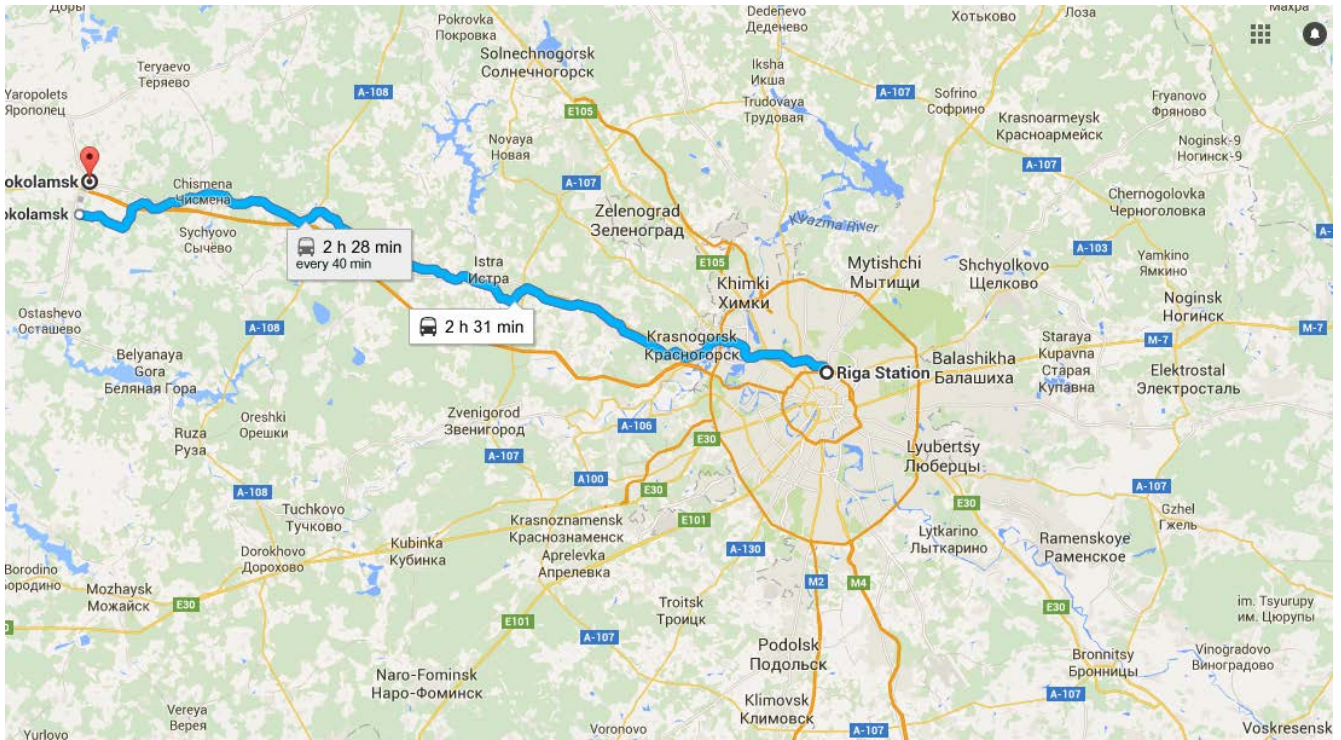 Доры
Pokrovka
Покровка
Dedenevo
Деденево
Хотьково
Лоза
Махра
Solnechnogorsk
Солнечногорск
Teryaevo
Теряево
A-108
Iksha
Икша
A-107
Sofrino
Софрино
Fryanovo
Фряново
Yaropolets
Ярополец
E105
Trudovaya
Трудовая
Krasnoarmeysk
Красноармейск
Novaya
Новая
Noginsk-9
Ногинск-9
A-107
A-107
Chismena
Чисмена
okolamsk
okolamsk
Chernogolovka
Черноголовка
Zelenograd
Зеленоград
Klyazma River
Sychyovo
Сычёво
2 h 28 min
every 40 min
A-103
Yamkino
Ямкино
Istra
Истра
E105
Mytishchi
Мытищи
Shchyolkovo
Щелково
Khimki
Химки
Noginsk
Ногинск
Ostashevo
Осташево
A-108
2 h 31 min
Krasnogorsk
Красногорск
Staraya
Kupavna
Старая
Купавна
M-7
M-7
Belyanaya
Gora
Беляная Гора
Riga Station
Balashikha
Балашиха
Elektrostal
Электросталь
Oreshki
Орешки
Zvenigorod
Звенигород
A-106
Ruza
Руза
E30
A-107
Lyubertsy
Люберцы
A-108
A100
E30
A-107
Tuchkovo
Тучково
Krasnoznamensk
Краснознаменск
E101
E30
Gzhel
Гжель
Lytkarino
Лыткарино
Kubinka
Кубинка
Dorokhovo
Дорохово
Aprelevka
Апрелевка
A-130
Ramenskoye
Раменское
Borodino
ородино
Mozhaysk
Можайск
E30
M2
M4
Troitsk
Троицк
E30
im. Tsyurupy
им. Цюрупы
E101
A-107
Podolsk
Подольск
Bronnitsy
Бронницы
Vinogradovo
Виноградово
Naro-Fominsk
Наро-Фоминск
Klimovsk
Климовск
A-107
Vereya
Верея
Voronovo
A-107
Voskresensk
Yurlovo